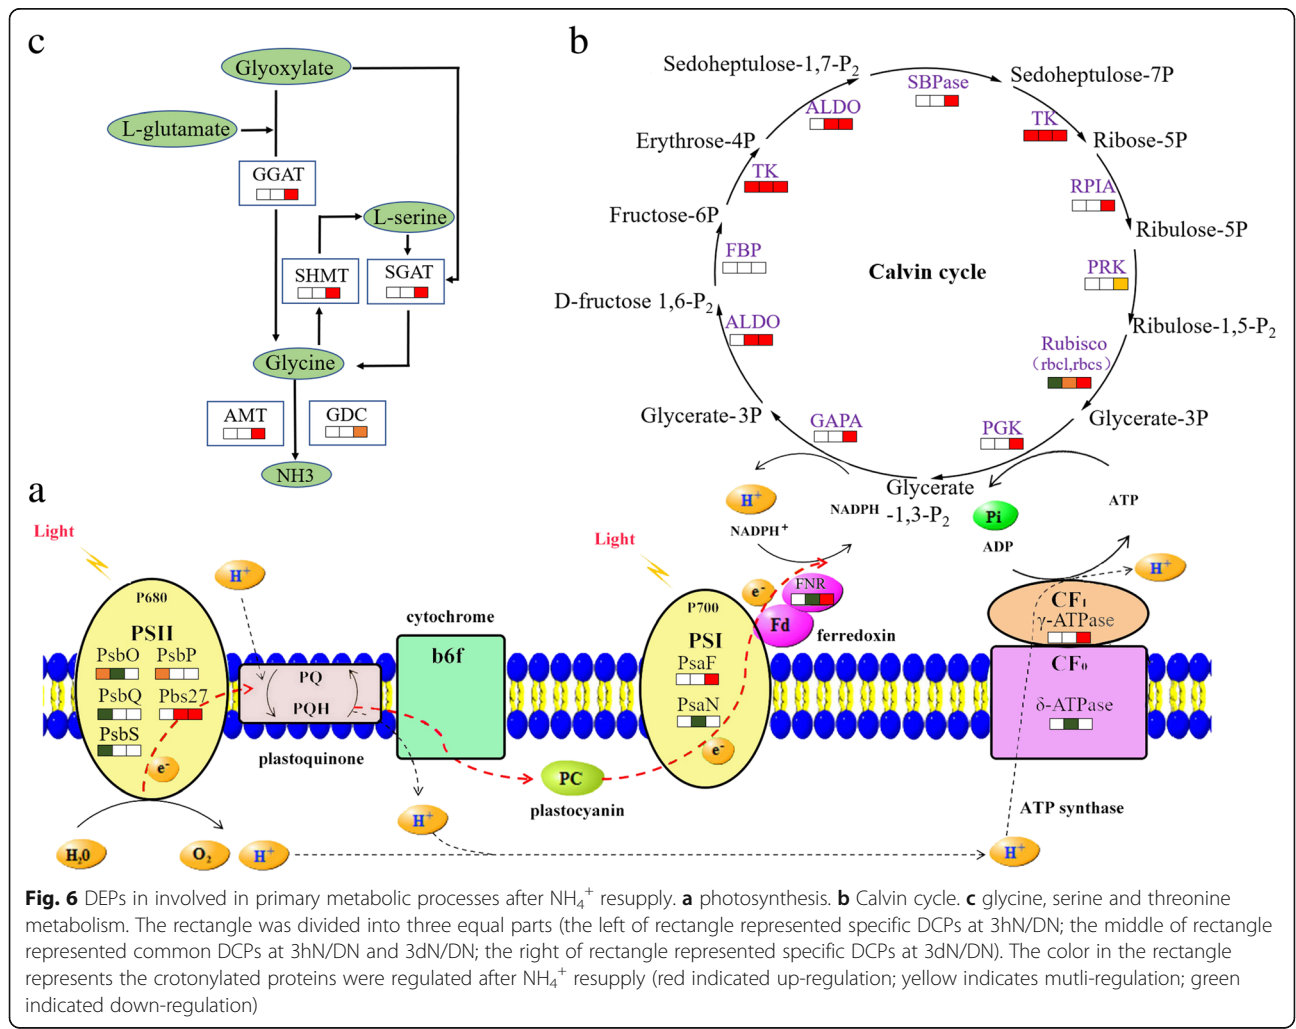 c
Glyoxylate
L-glutamate
GGAT
L-serine
SHMT
SGAT
Glycine
AMT
GDC
NH3
b
Sedoheptulose-1,7-P₂
SBPase
Sedoheptulose-7P
ALDO
TK
Erythrose-4P
Ribose-5P
TK
RPIA
Fructose-6P
Ribulose-5P
FBP
Calvin cycle
PRK
D-fructose 1,6-P₂
ALDO
Ribulose-1,5-P₂
Rubisco
(rbcl,rbcs)
Glycerate-3P
GAPA
PGK
Glycerate-3P
Glycerate
-1,3-P₂
a
Light
H⁺
P680
PSII
PsbO
PsbP
PsbQ
Pbs27
PsbS
e⁻
H₂0
O₂
H⁺
PQ
PQH
plastoquinone
cytochrome
b6f
H⁺
PC
plastocyanin
Light
P700
PSI
PsaF
PsaN
e⁻
H⁺
NADPH
NADPH⁺
e⁻
FNR
Fd
ferredoxin
Pi
ATP
ADP
H⁺
CF₁
γ-ATPase
CF₀
δ-ATPase
ATP synthase
H⁺
Fig. 6 DEPs in involved in primary metabolic processes after NH₄⁺ resupply. a photosynthesis. b Calvin cycle. c glycine, serine and threonine
metabolism. The rectangle was divided into three equal parts (the left of rectangle represented specific DCPs at 3hN/DN; the middle of rectangle
represented common DCPs at 3hN/DN and 3dN/DN; the right of rectangle represented specific DCPs at 3dN/DN). The color in the rectangle
represents the crotonylated proteins were regulated after NH₄⁺ resupply (red indicated up-regulation; yellow indicates mutli-regulation; green
indicated down-regulation)